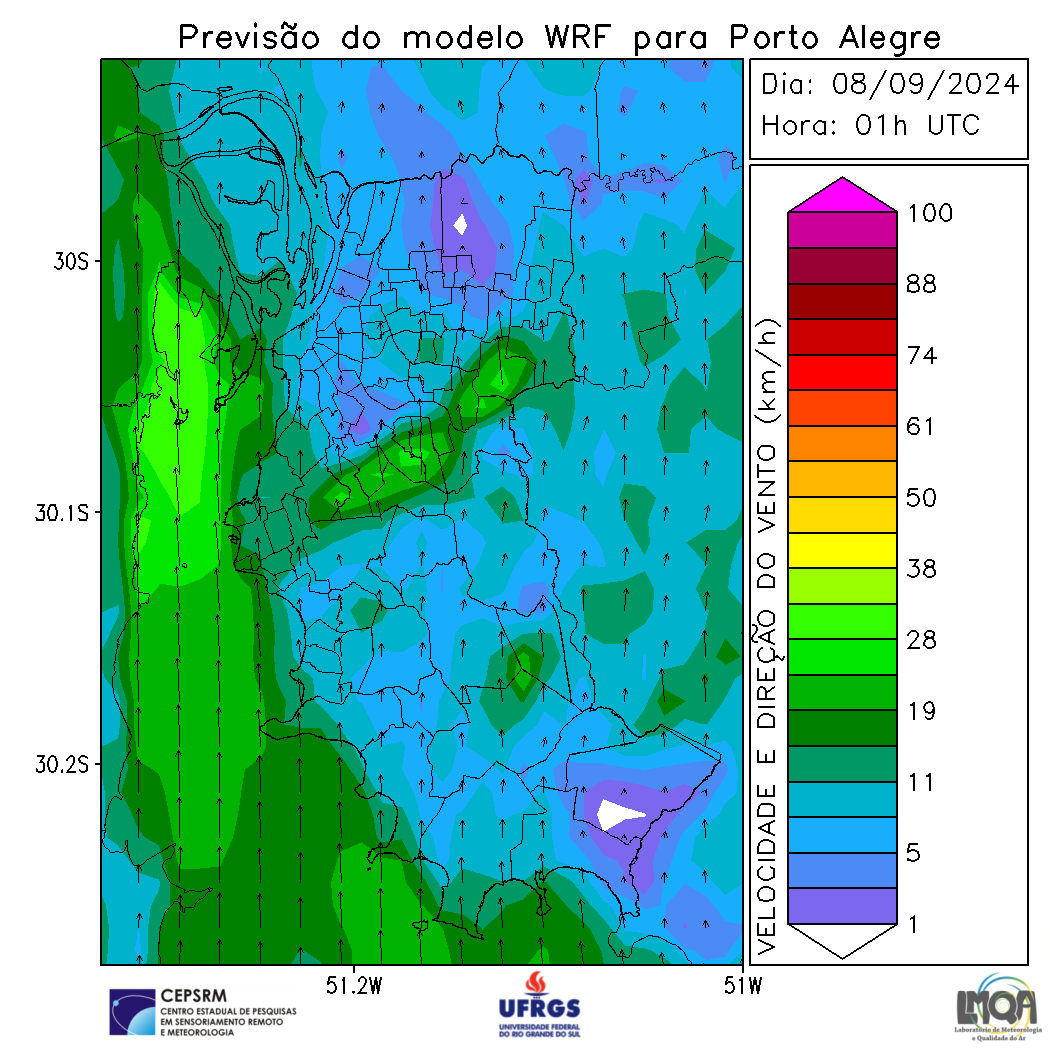 Previsão do modelo WRF para Porto Alegre
Dia: 08/09/2024
Hora: 01h UTC
30S
30.1S
30.2S
51.2W
51W
VELOCIDADE E DIREÇÃO DO VENTO (km/h)
100
88
74
61
50
38
28
19
11
5
1
CEPSRM
CENTRO ESTADUAL DE PESQUISAS
EM SENSORIAMENTO REMOTO
E METEOROLOGIA
UFRGS
UNIVERSIDADE FEDERAL
DO RIO GRANDE DO SUL
LMQA
Laboratório de Meteorologia
e Qualidade do Ar